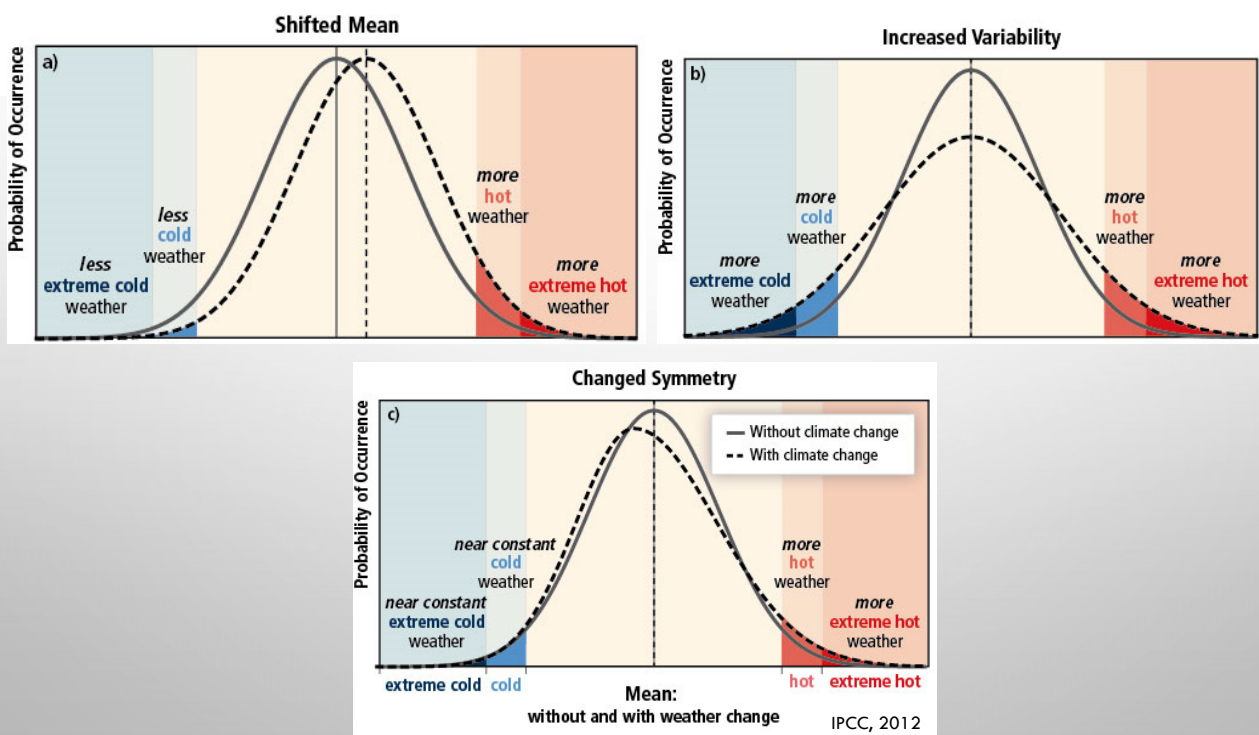 Shifted Mean
a)
Probability of Occurrence
less
cold
weather
less
extreme cold
weather
more
hot
weather
more
extreme hot
weather
Increased Variability
b)
Probability of Occurrence
more
cold
weather
more
extreme cold
weather
more
hot
weather
more
extreme hot
weather
Changed Symmetry
c)
Probability of Occurrence
Without climate change
With climate change
near constant
cold
weather
near constant
extreme cold
weather
more
hot
weather
more
extreme hot
weather
extreme cold
cold
hot
extreme hot
Mean:
without and with weather change
IPCC, 2012